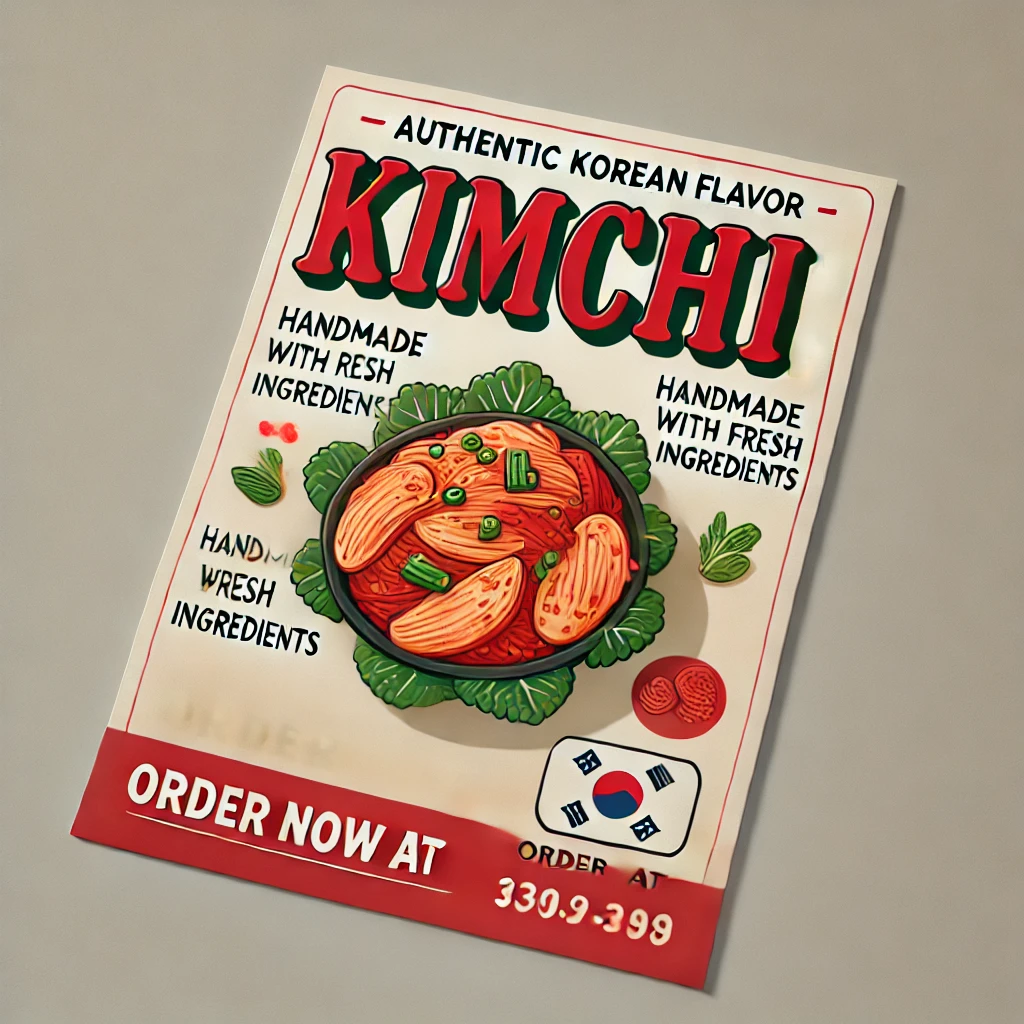 AUTHENTIC KOREAN FLAVOR
KIMCHI
HANDMADE
WITH RESH
HANDMADE
WITH FRESH
INGREDIENTS
WRESH
INGREDIENTS
ORDER NOW AT
ORDER AT
330.9-399